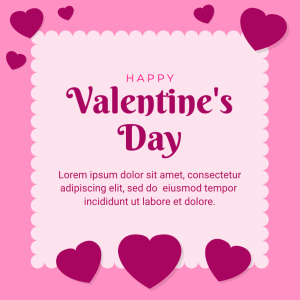 HAPPY
Valentine's
Day
Lorem ipsum dolor sit amet, consectetur
adipiscing elit, sed do eiusmod tempor
incididunt ut labore et dolore.